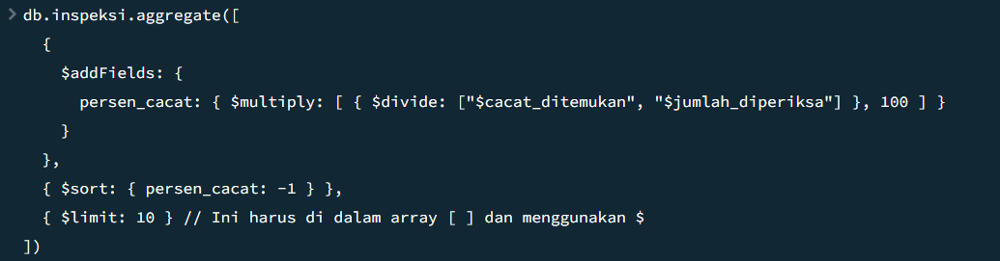 > db.inspeksi.aggregate([
{
$addFields: {
persen_cacat: { $multiply: [ { $divide: ["$cacat_ditemukan", "$jumlah_diperiksa"] }, 100 ] }
}
},
{ $sort: { persen_cacat: -1 } },
{ $limit: 10 } // Ini harus di dalam array [ ] dan menggunakan $
])